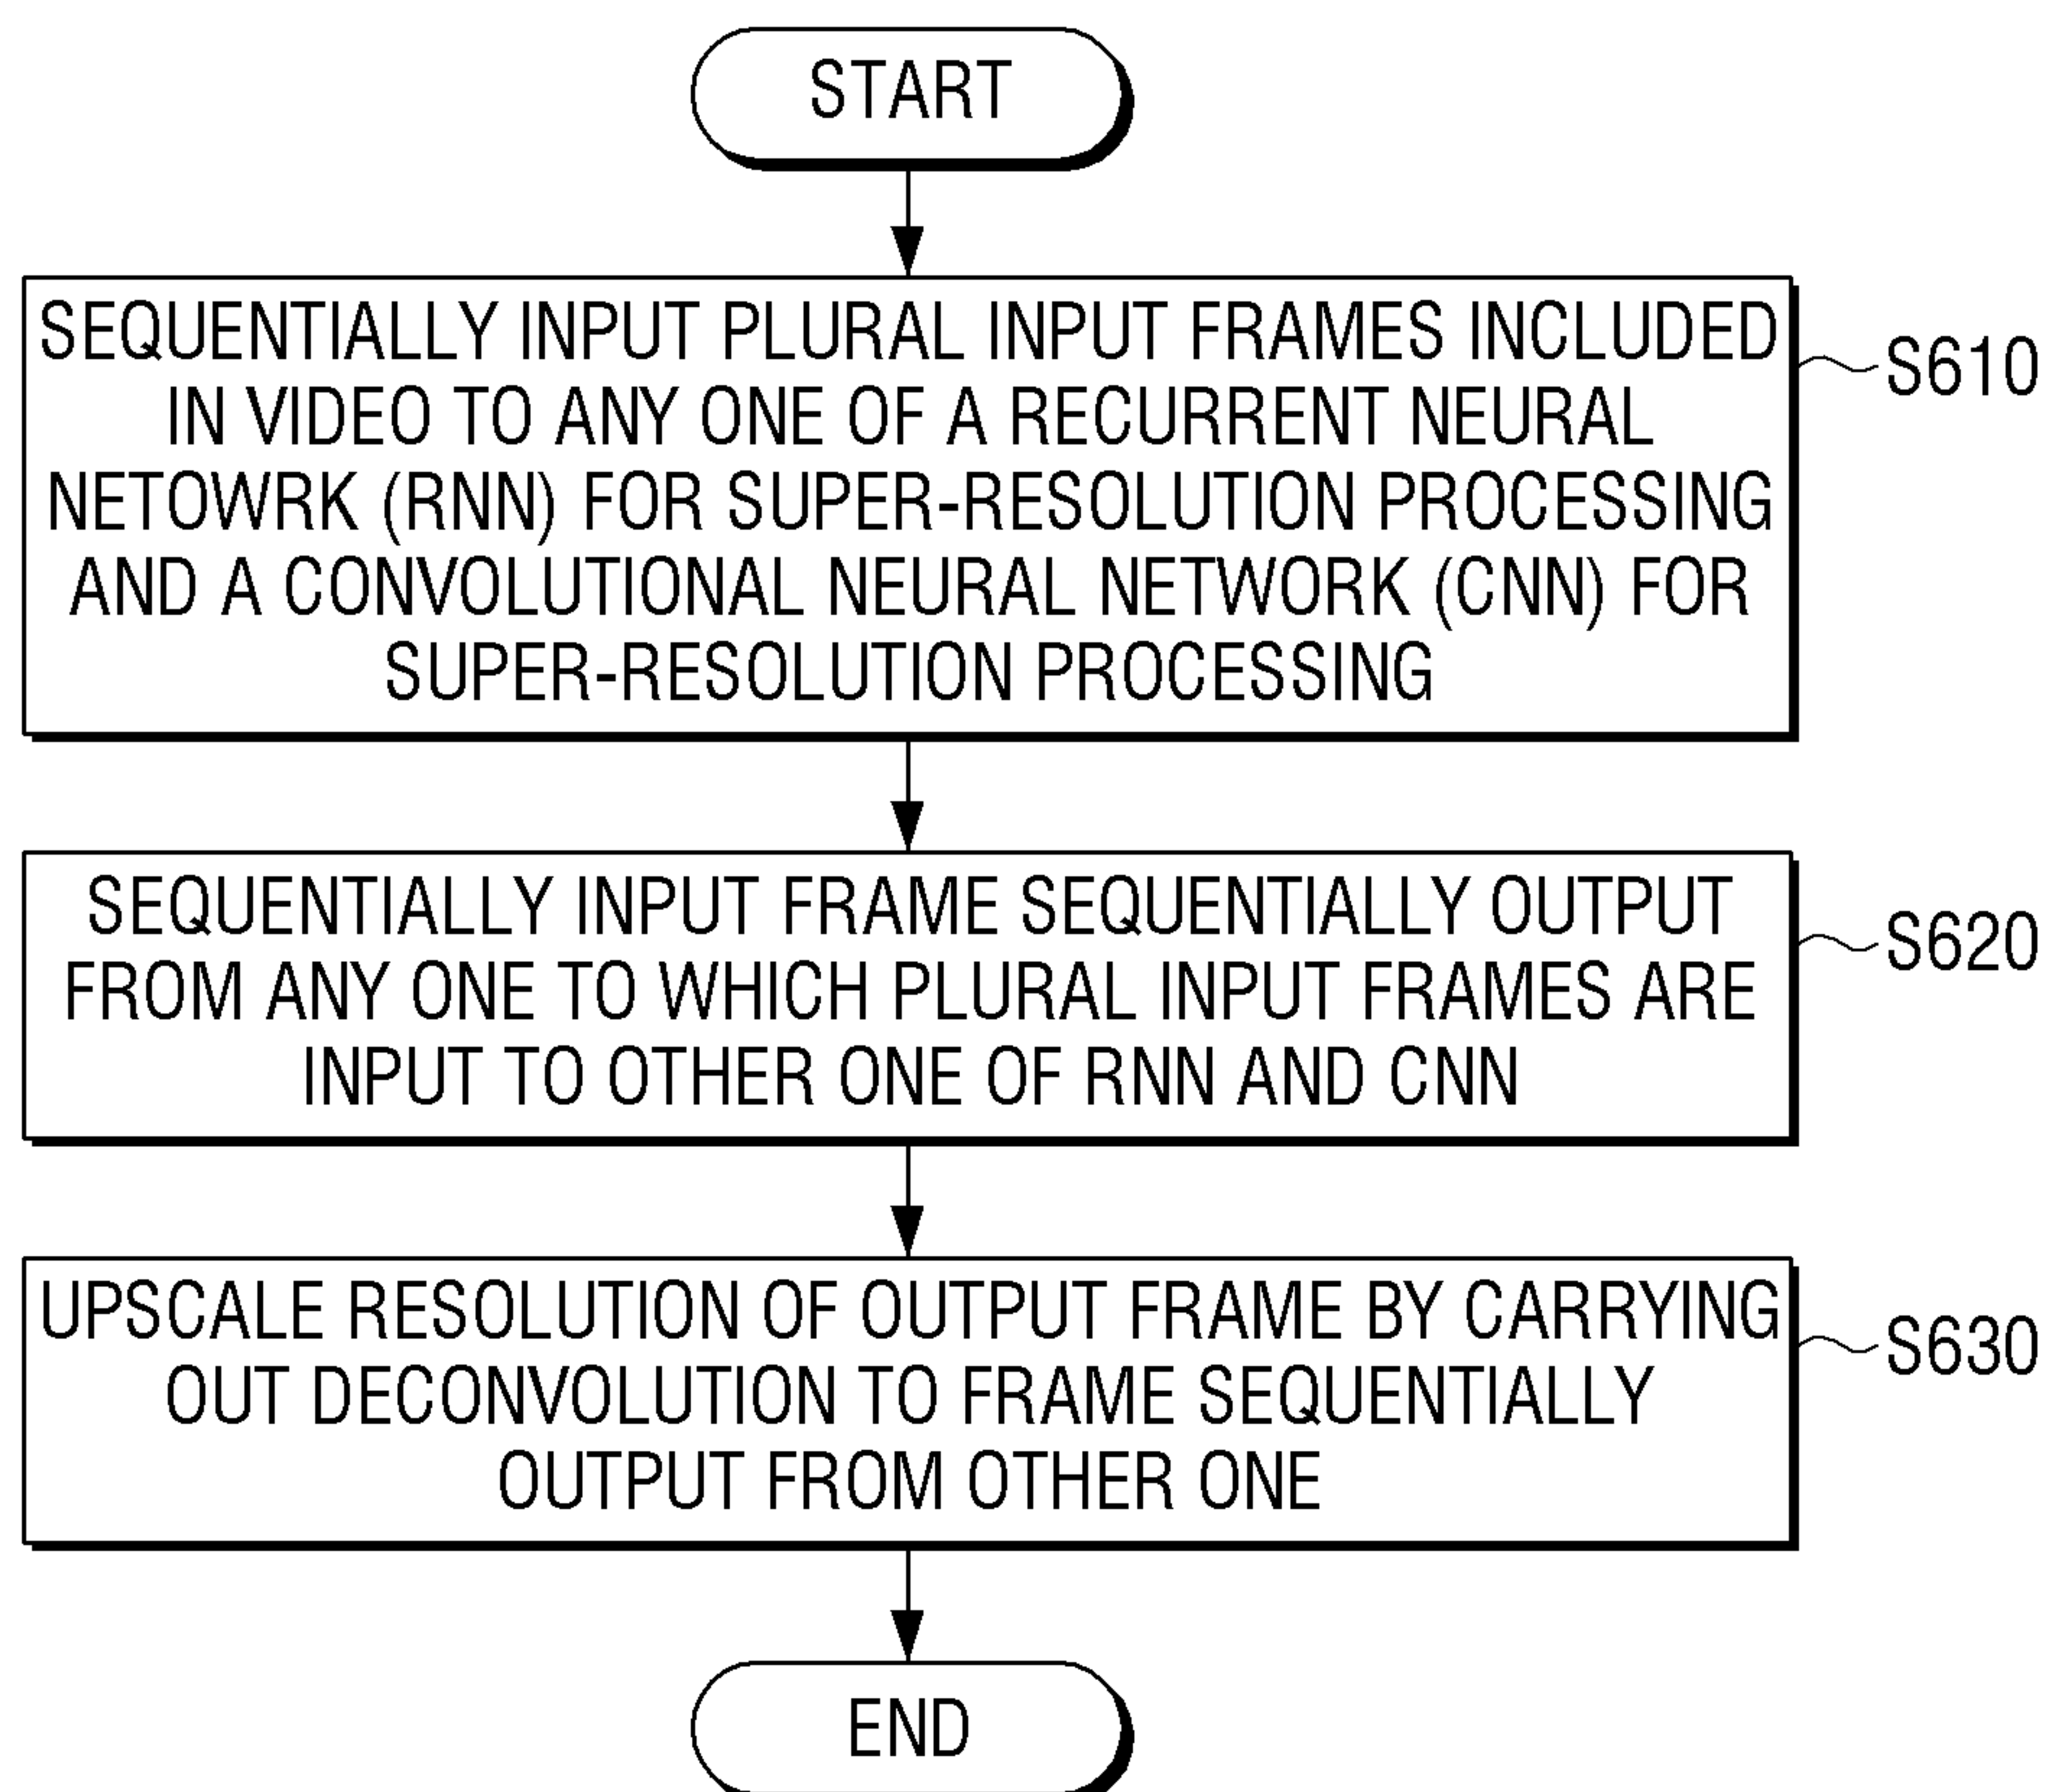 START
SEQUENTIALLY INPUT PLURAL INPUT FRAMES INCLUDED
IN VIDEO TO ANY ONE OF A RECURRENT NEURAL
NETOWRK (RNN) FOR SUPER-RESOLUTION PROCESSING
AND A CONVOLUTIONAL NEURAL NETWORK (CNN) FOR
SUPER-RESOLUTION PROCESSING
S610
SEQUENTIALLY INPUT FRAME SEQUENTIALLY OUTPUT
FROM ANY ONE TO WHICH PLURAL INPUT FRAMES ARE
INPUT TO OTHER ONE OF RNN AND CNN
S620
UPSCALE RESOLUTION OF OUTPUT FRAME BY CARRYING
OUT DECONVOLUTION TO FRAME SEQUENTIALLY
OUTPUT FROM OTHER ONE
S630
END